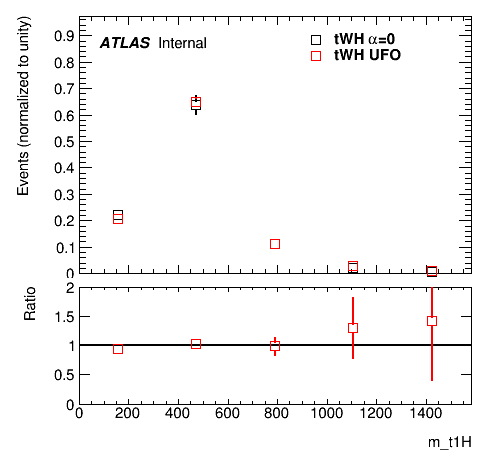 ATLAS Internal
tWH α=0
tWH UFO
Events (normalized to unity)
0.9
0.8
0.7
0.6
0.5
0.4
0.3
0.2
0.1
0
Ratio
2
1.5
1
0.5
0
0 200 400 600 800 1000 1200 1400
m_t1H